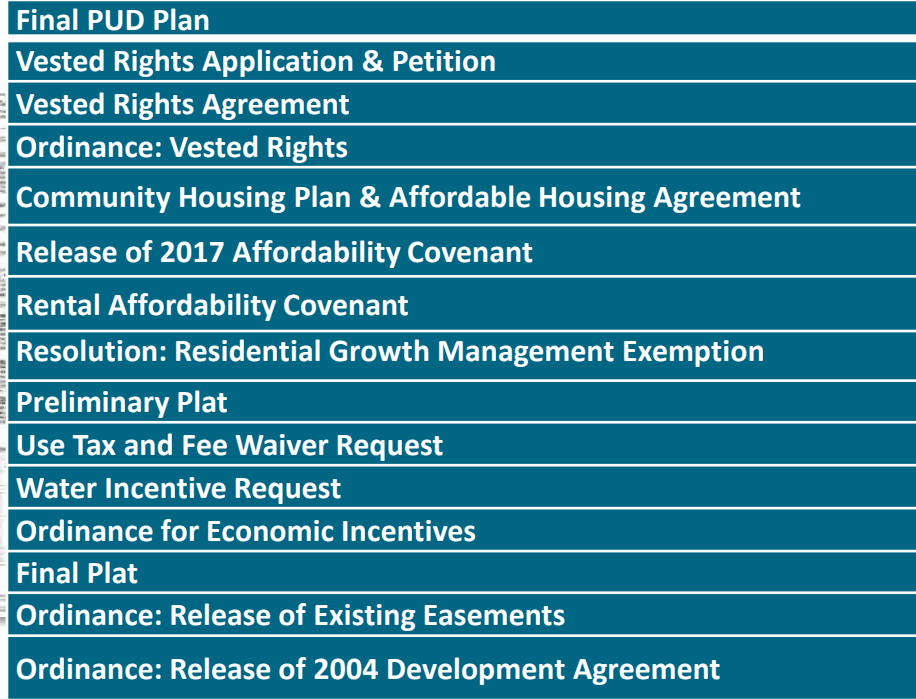 Final PUD Plan
Vested Rights Application & Petition
Vested Rights Agreement
Ordinance: Vested Rights
Community Housing Plan & Affordable Housing Agreement
Release of 2017 Affordability Covenant
Rental Affordability Covenant
Resolution: Residential Growth Management Exemption
Preliminary Plat
Use Tax and Fee Waiver Request
Water Incentive Request
Ordinance for Economic Incentives
Final Plat
Ordinance: Release of Existing Easements
Ordinance: Release of 2004 Development Agreement